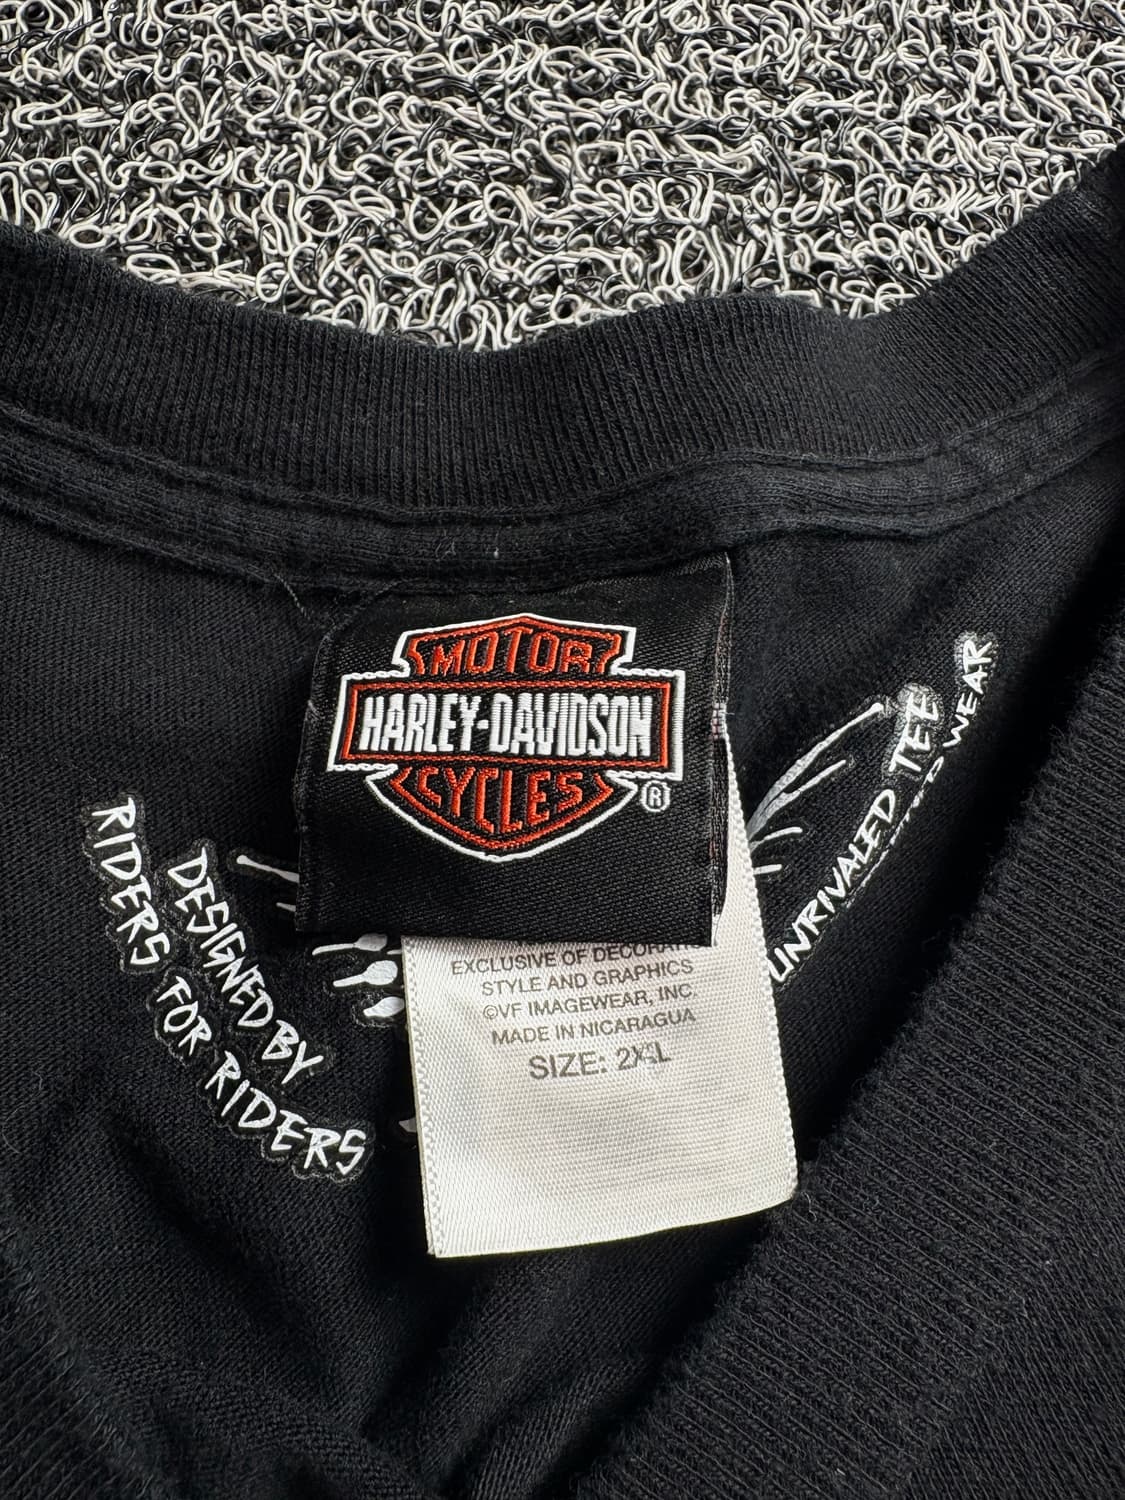 MOTOR
HARLEY-DAVIDSON
CYCLES
®
EXCLUSIVE OF
STYLE AND GRAPHICS
©VF IMAGEWEAR, INC.
MADE IN NICARAGUA
SIZE: 2XL
DESIGNED BY
RIDERS FOR RIDERS
UNRIVALED TEE
WEAR